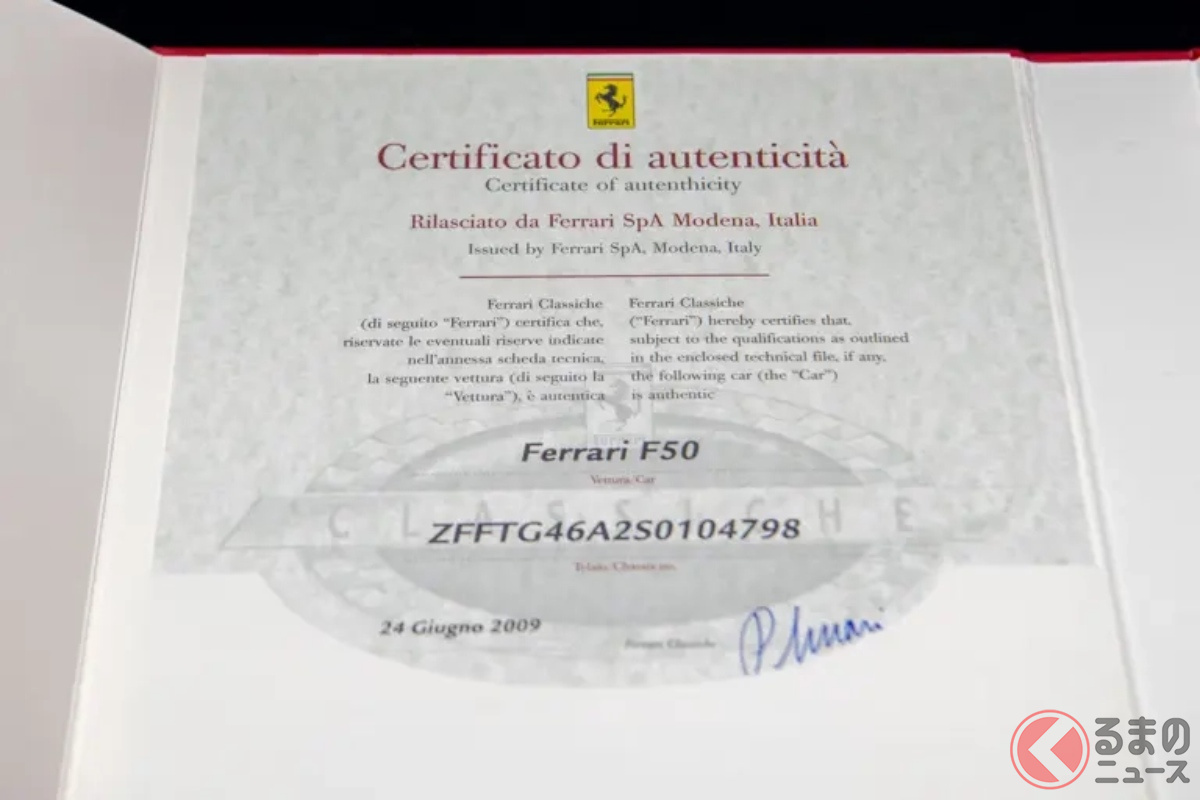 Ferrari
Certificato di autenticità
Certificate of autenthicity
Rilasciato da Ferrari SpA Modena, Italia
Issued by Ferrari SpA, Modena, Italy
Ferrari Classiche
(di seguito “Ferrari”) certifica che,
riservate le eventuali riserve indicate
nell'annessa scheda tecnica,
la seguente vettura (di seguito la
“Vettura”), è autentica
Ferrari Classiche
(“Ferrari”) hereby certifies that,
subject to the qualifications as outlined
in the enclosed technical file, if any,
the following car (the “Car”)
is authentic
Ferrari F50
Vettura/Car
CLASSICHE
ZFFTG46A2S0104798
Telaio/Chassis no.
24 Giugno 2009
Ferrari Classiche
くるまの
ニュース